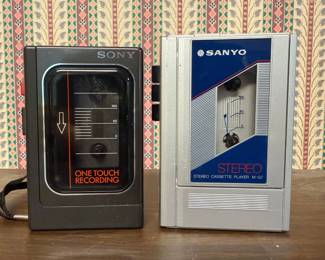 SONY
ONE TOUCH
RECORDING
SANYO
STEREO
STEREO CASSETTE PLAYER